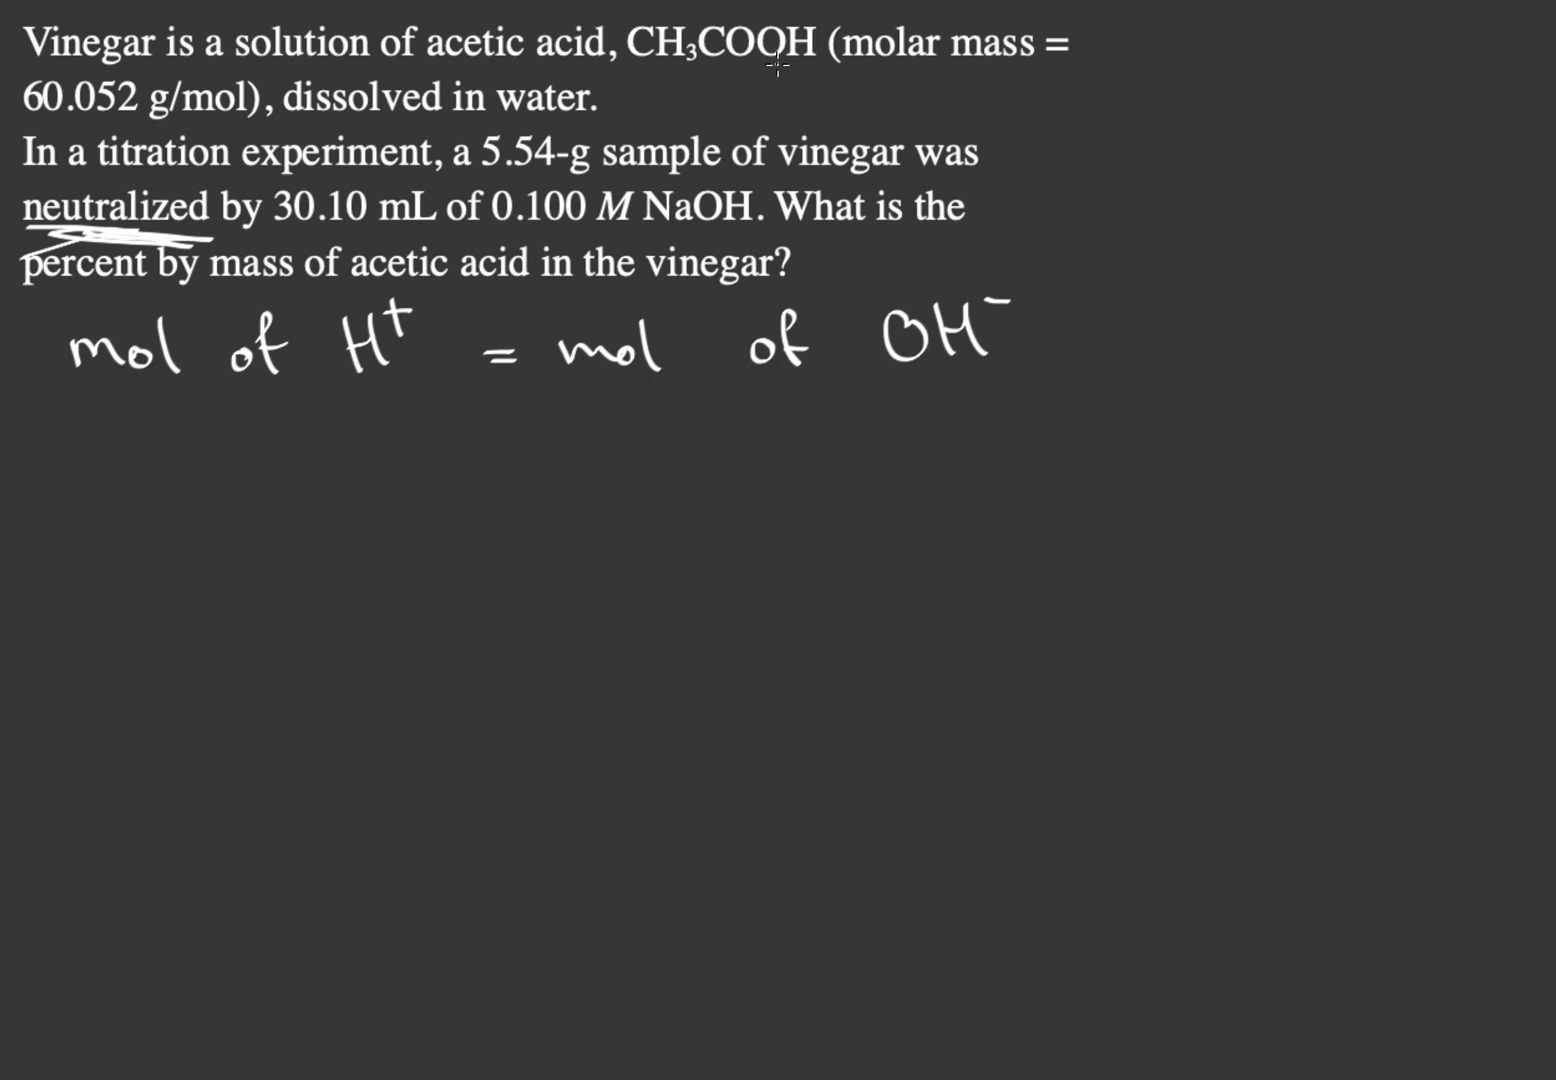 Vinegar is a solution of acetic acid, CH₃COOH (molar mass =
60.052 g/mol), dissolved in water.
In a titration experiment, a 5.54-g sample of vinegar was
neutralized by 30.10 mL of 0.100 M NaOH. What is the
percent by mass of acetic acid in the vinegar?
mol of H⁺ = mol of OH⁻